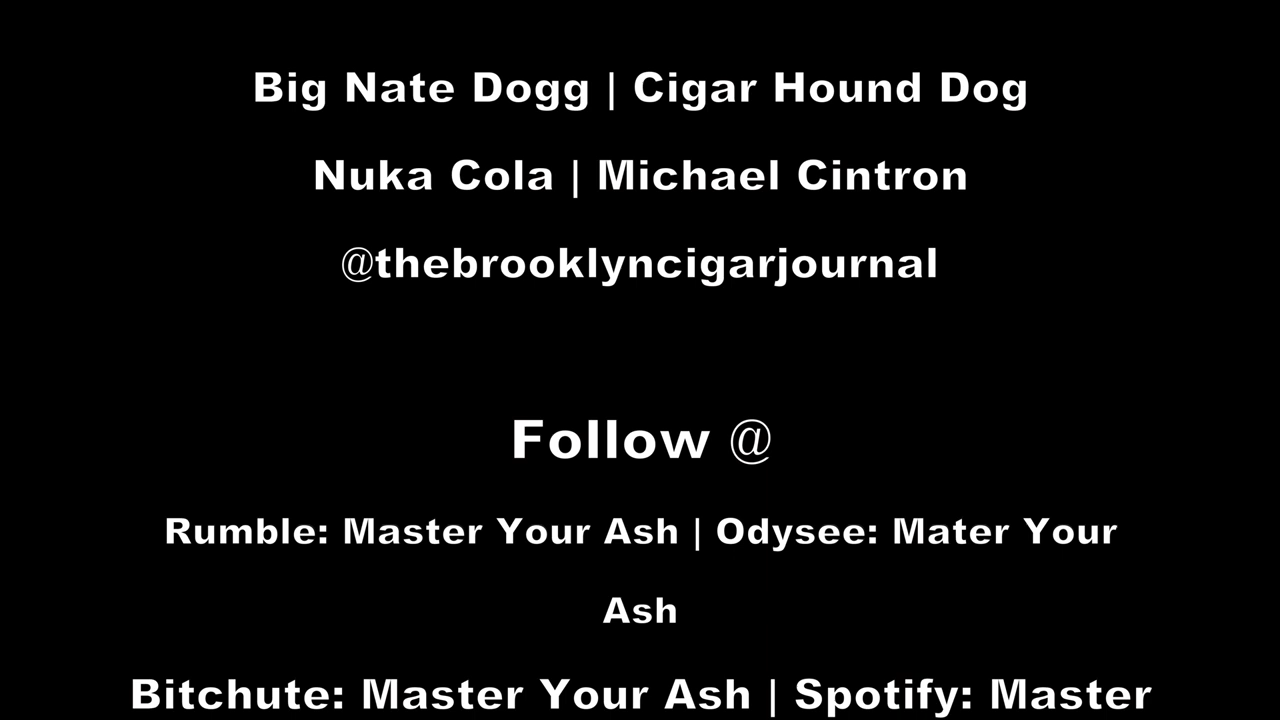 Big Nate Dogg | Cigar Hound Dog
Nuka Cola | Michael Cintron
@thebrooklyncigarjournal
Follow @
Rumble: Master Your Ash | Odysee: Mater Your
Ash
Bitchute: Master Your Ash | Spotify: Master